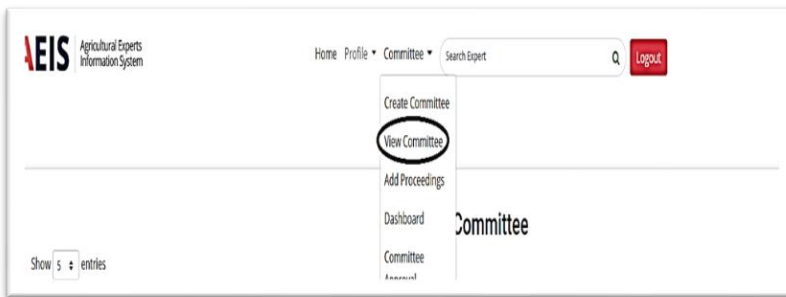 AEIS Agricultural Experts
Information System
Home Profile Committee Search Expert Logout
Create Committee
View Committee
Add Proceedings
Dashboard
Committee
Committee
Approval
Show 5 entries